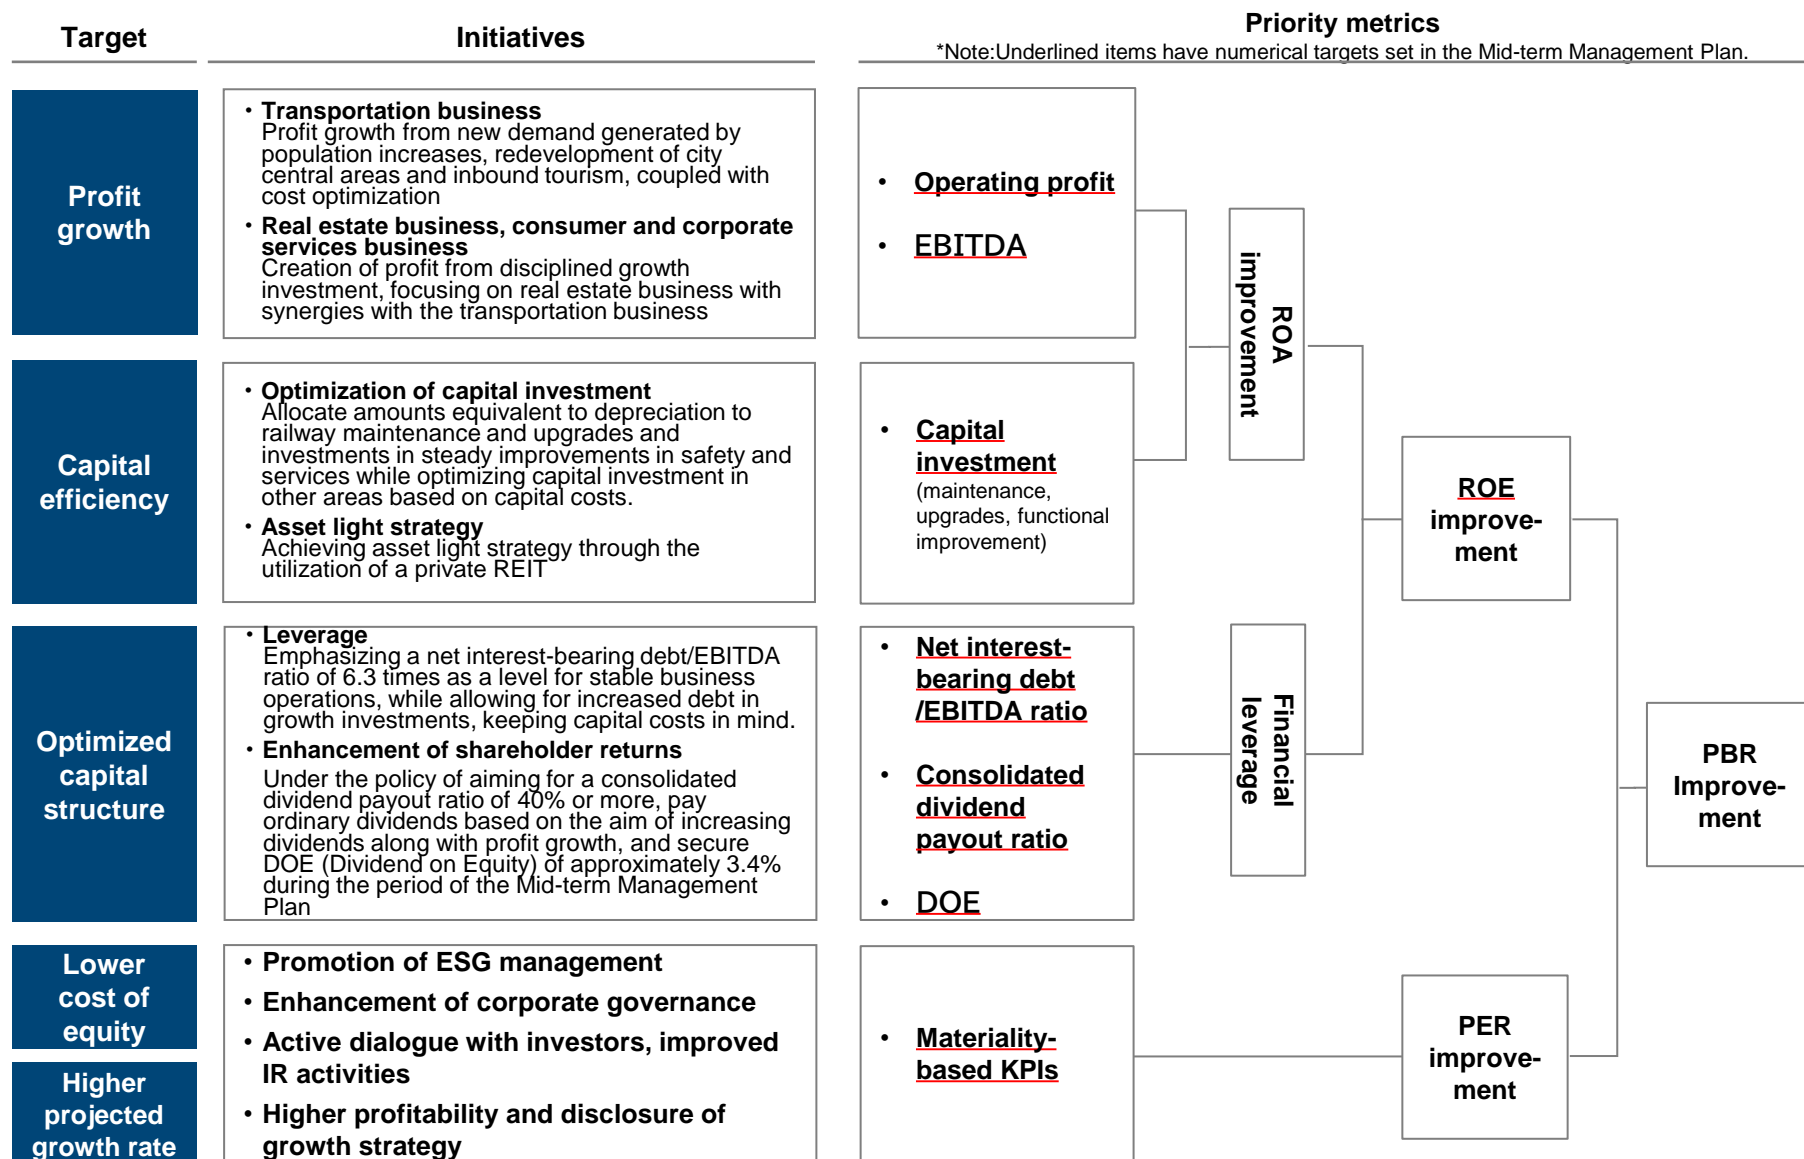 Target
Initiatives
Priority metrics
*Note:Underlined items have numerical targets set in the Mid-term Management Plan.
Profit
growth
・Transportation business
Profit growth from new demand generated by
population increases, redevelopment of city
central areas and inbound tourism, coupled with
cost optimization
・Real estate business, consumer and corporate
services business
Creation of profit from disciplined growth
investment, focusing on real estate business with
synergies with the transportation business
• Operating profit
• EBITDA
ROA
improvement
Capital
efficiency
・Optimization of capital investment
Allocate amounts equivalent to depreciation to
railway maintenance and upgrades and
investments in steady improvements in safety and
services while optimizing capital investment in
other areas based on capital costs.
・Asset light strategy
Achieving asset light strategy through the
utilization of a private REIT
• Capital
investment
(maintenance,
upgrades, functional
improvement)
ROE
improve-
ment
Optimized
capital
structure
・Leverage
Emphasizing a net interest-bearing debt/EBITDA
ratio of 6.3 times as a level for stable business
operations, while allowing for increased debt in
growth investments, keeping capital costs in mind.
・Enhancement of shareholder returns
Under the policy of aiming for a consolidated
dividend payout ratio of 40% or more, pay
ordinary dividends based on the aim of increasing
dividends along with profit growth, and secure
DOE (Dividend on Equity) of approximately 3.4%
during the period of the Mid-term Management
Plan
• Net interest-
bearing debt
/EBITDA ratio
• Consolidated
dividend
payout ratio
• DOE
Financial
leverage
PBR
Improve-
ment
Lower
cost of
equity
Higher
projected
growth rate
・Promotion of ESG management
・Enhancement of corporate governance
・Active dialogue with investors, improved
IR activities
・Higher profitability and disclosure of
growth strategy
• Materiality-
based KPIs
PER
improve-
ment